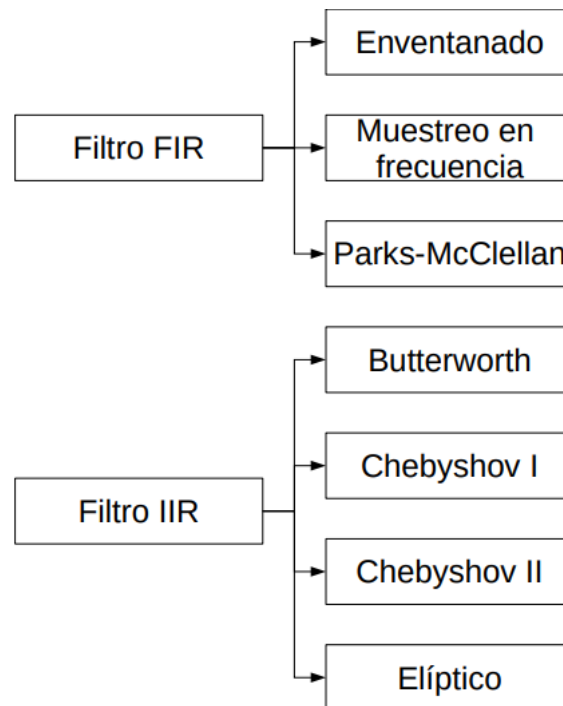 Enventanado
Filtro FIR
Muestreo en
frecuencia
Parks-McClellan
Butterworth
Chebyshov I
Filtro IIR
Chebyshov II
Elíptico